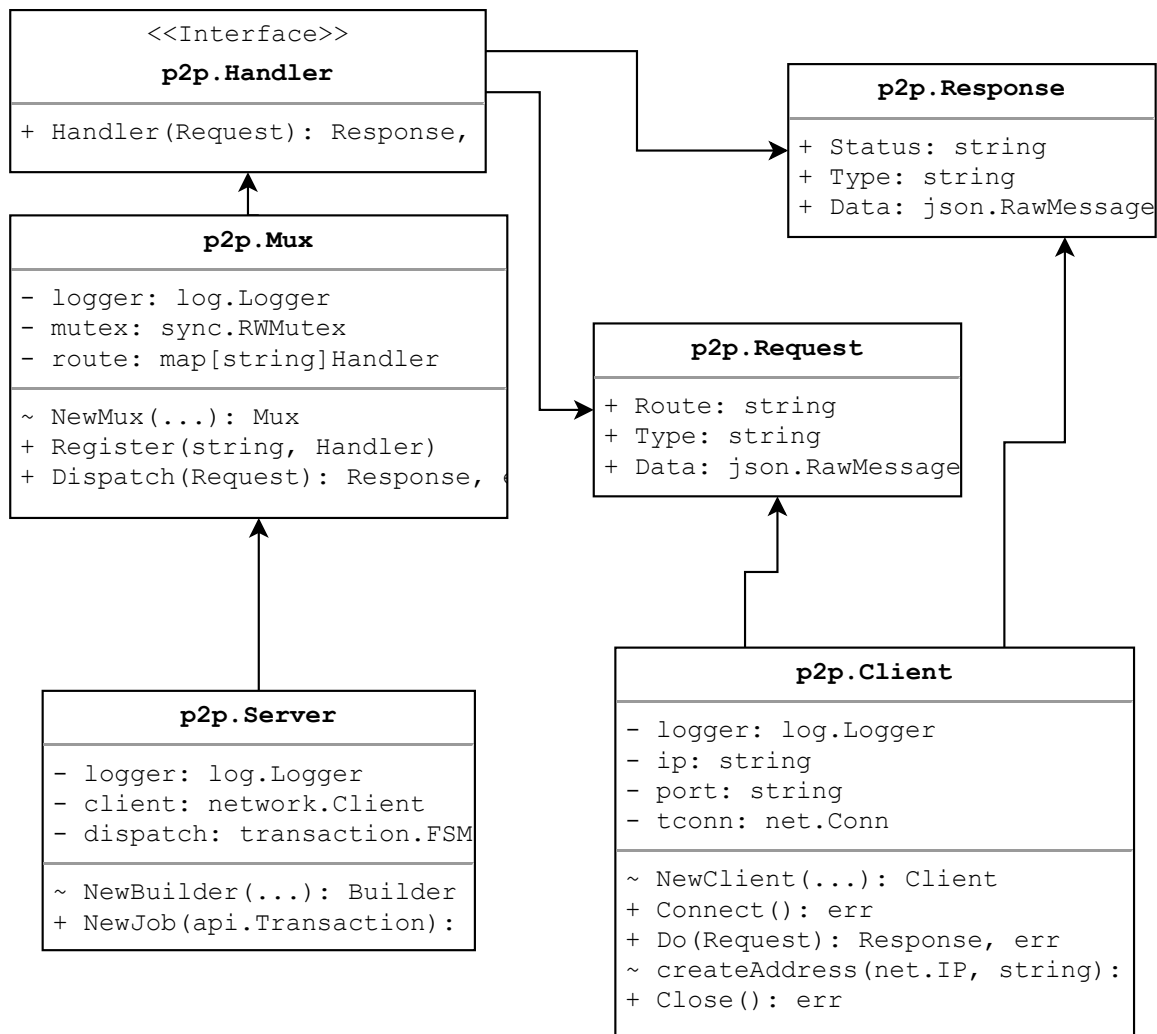 <<Interface>>
p2p.Handler
+ Handler(Request): Response,
p2p.Response
+ Status: string
+ Type: string
+ Data: json.RawMessage
p2p.Mux
- logger: log.Logger
- mutex: sync.RWMutex
- route: map[string]Handler
~ NewMux(...): Mux
+ Register(string, Handler)
+ Dispatch(Request): Response,
p2p.Request
+ Route: string
+ Type: string
+ Data: json.RawMessage
p2p.Server
- logger: log.Logger
- client: network.Client
- dispatch: transaction.FSM
~ NewBuilder(...): Builder
+ NewJob(api.Transaction):
p2p.Client
- logger: log.Logger
- ip: string
- port: string
- tconn: net.Conn
~ NewClient(...): Client
+ Connect(): err
+ Do(Request): Response, err
~ createAddress(net.IP, string):
+ Close(): err